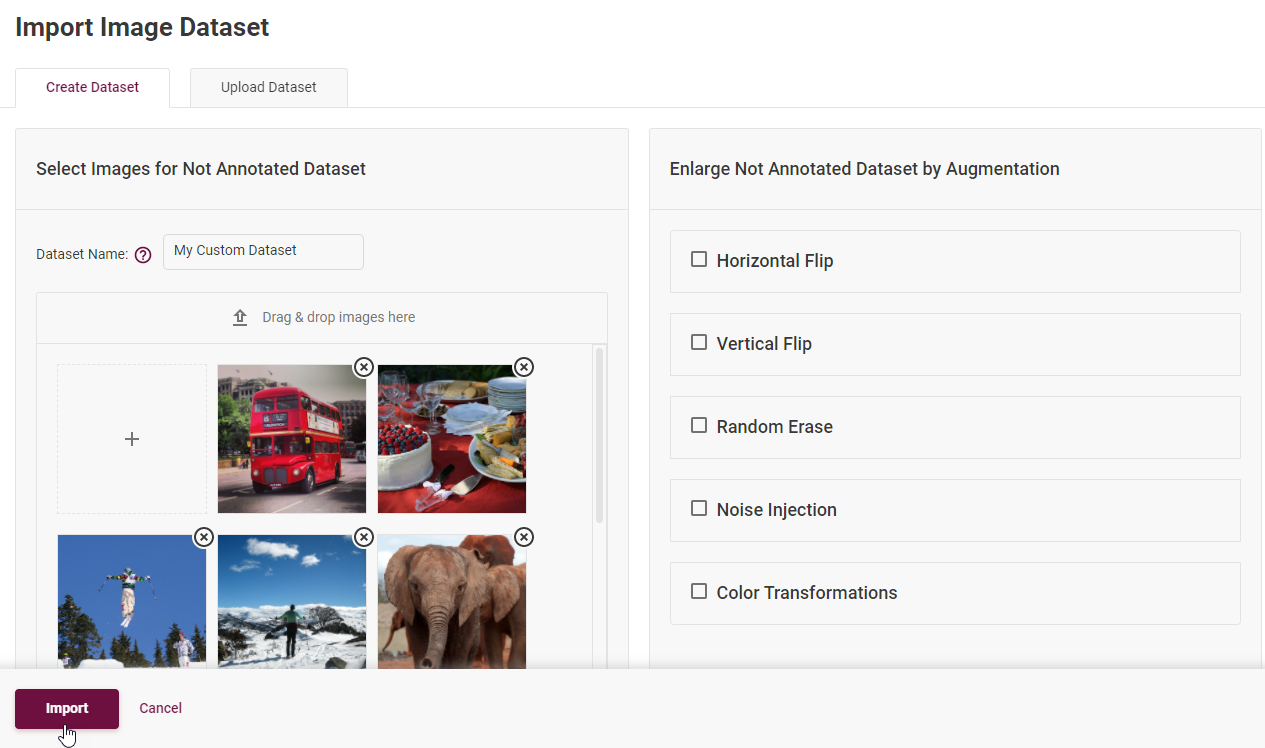 Import Image Dataset
Create Dataset
Upload Dataset
Select Images for Not Annotated Dataset
Dataset Name: ?
My Custom Dataset
Drag & drop images here
Enlarge Not Annotated Dataset by Augmentation
Horizontal Flip
Vertical Flip
Random Erase
Noise Injection
Color Transformations
Import
Cancel